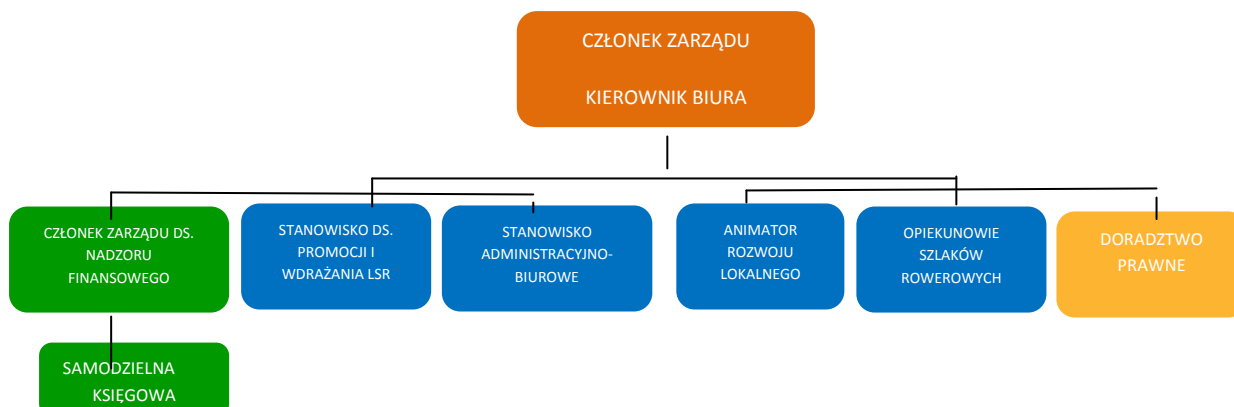 CZŁONEK ZARZĄDU
KIEROWNIK BIURA
CZŁONEK ZARZĄDU DS.
NADZORU
FINANSOWEGO
STANOWISKO DS.
PROMOCJI I
WDRAŻANIA LSR
STANOWISKO
ADMINISTRACYJNO-
BIUROWE
ANIMATOR
ROZWOJU
LOKALNEGO
OPIEKUNOWIE
SZLAKÓW
ROWEROWYCH
DORADZTWO
PRAWNE
SAMODZIELNA
KSIĘGOWA